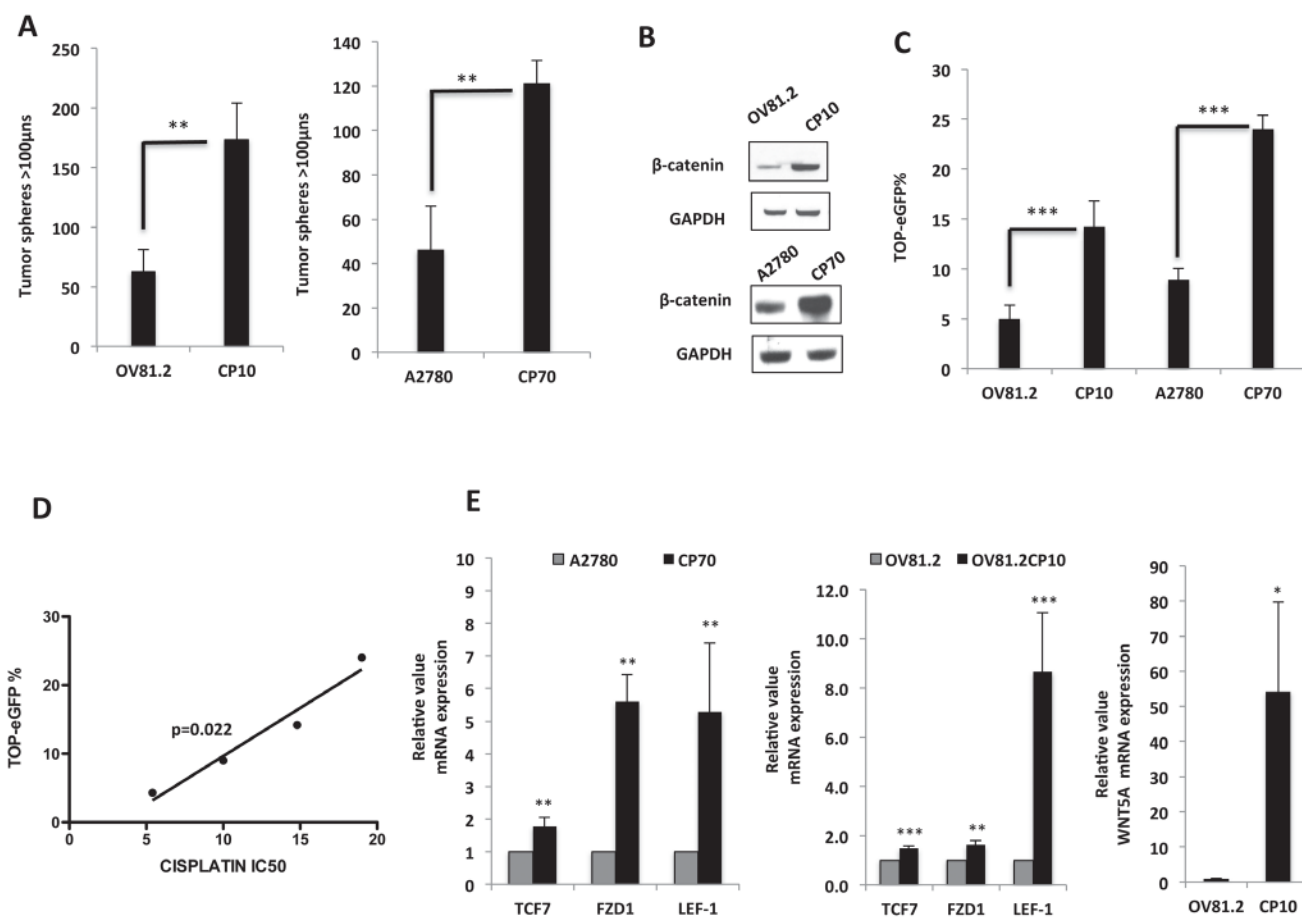 A
Tumor spheres >100µns
250
200
150
100
50
0
**
OV81.2 CP10
Tumor spheres >100µns
140
120
100
80
60
40
20
0
**
A2780 CP70
B
OV81.2 CP10
β-catenin
GAPDH
A2780 CP70
β-catenin
GAPDH
C
TOP-eGFP%
30
25
20
15
10
5
0
***
***
OV81.2 CP10 A2780 CP70
D
TOP-eGFP %
30
20
10
0
p=0.022
0 5 10 15 20
CISPLATIN IC50
E
A2780 CP70
Relative value
mRNA expression
10
9
8
7
6
5
4
3
2
1
0
** ** **
TCF7 FZD1 LEF-1
OV81.2 OV81.2CP10
Relative value
mRNA expression
12.0
10.0
8.0
6.0
4.0
2.0
0.0
*** ** ***
TCF7 FZD1 LEF-1
Relative value
WNT5A mRNA expression
90
80
70
60
50
40
30
20
10
0
*
OV81.2 CP10